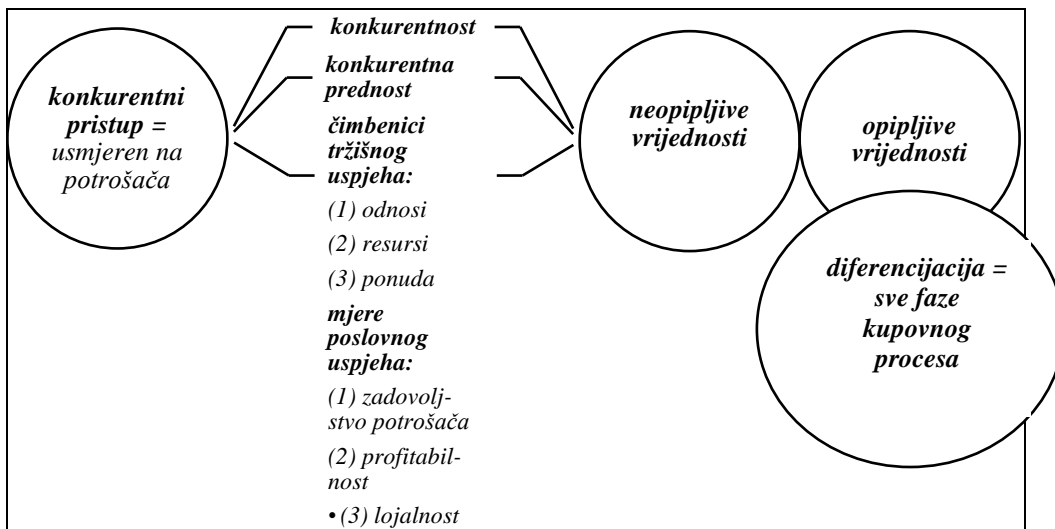 konkurentni
pristup =
usmjeren na
potrošača
konkurentnost
konkurentna
prednost
čimbenici
tržišnog
uspjeha:
(1) odnosi
(2) resursi
(3) ponuda
mjere
poslovnog
uspjeha:
(1) zadovolj-
stvo potrošača
(2) profitabil-
nost
• (3) lojalnost
neopipljive
vrijednosti
opipljive
vrijednosti
diferencijacija =
sve faze
kupovnog
procesa